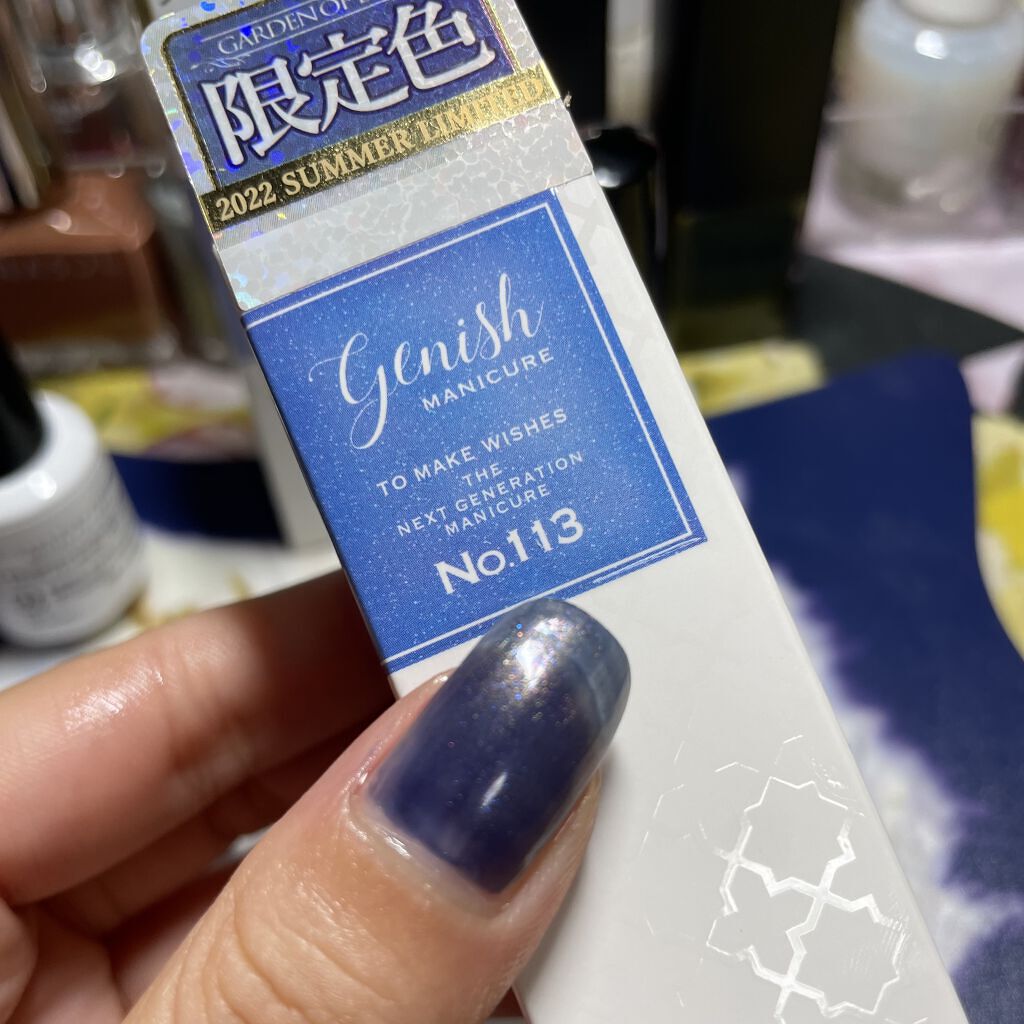 GARDEN OF
限定色
2022 SUMMER LIMITED
Genish
MANICURE
TO MAKE WISHES
THE
NEXT GENERATION
MANICURE
No.113